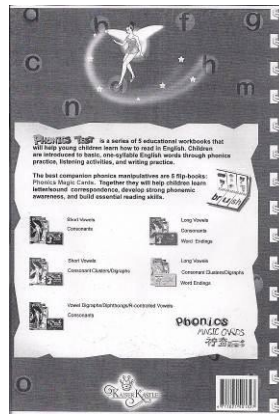 a h f g
c h
n m
Phonics Test is a series of 5 educational workbooks that
will help young children learn how to read in English. Children
are introduced to basic, one-syllable English words through phonics
practice, listening activities, and writing practice.
The best companion phonics manipulatives are 5 flip-books:
Phonics Magic Cards. Together they will help children learn
letter/sound correspondence, develop strong phonemic
awareness, and build essential reading skills.
brush
Short Vowels
Consonants
Long Vowels
Consonants
Word Endings
Short Vowels
Consonant Clusters/Digraphs
Long Vowels
Consonant Clusters/Digraphs
Word Endings
Vowel Digraphs/Diphthongs/R-controlled Vowels
Consonants
Phonics
MAGIC CARDS
o
Kaiser Kastle